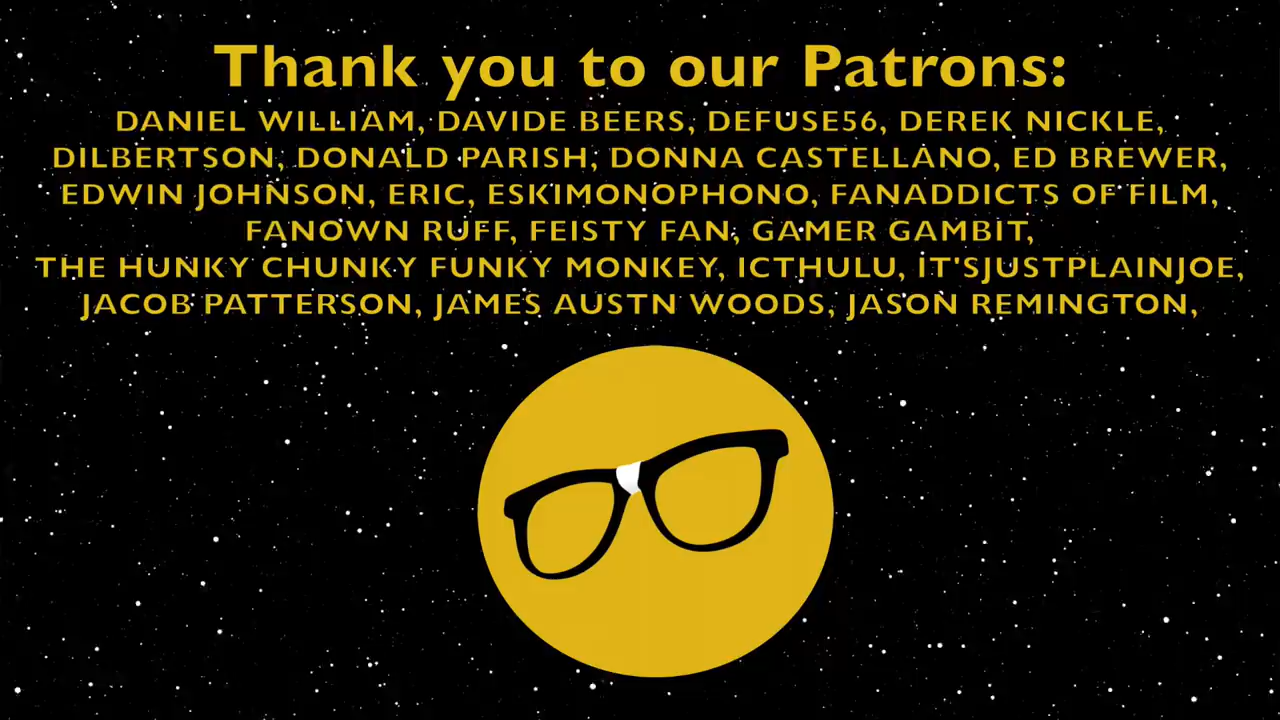 Thank you to our Patrons:
DANIEL WILLIAM, DAVIDE BEERS, DEFUSE56, DEREK NICKLE,
DILBERTSON, DONALD PARISH, DONNA CASTELLANO, ED BREWER,
EDWIN JOHNSON, ERIC, ESKIMONOPHONO, FANADDICTS OF FILM,
FANOWN RUFF, FEISTY FAN, GAMER GAMBIT,
THE HUNKY CHUNKY FUNKY MONKEY, ICTHULU, IT'SJUSTPLAINJOE,
JACOB PATTERSON, JAMES AUSTN WOODS, JASON REMINGTON,